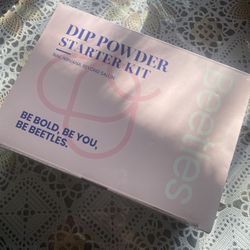 DIP POWDER
STARTER KIT
BE BOLD, BE YOU,
BE BEETLES.
beetles